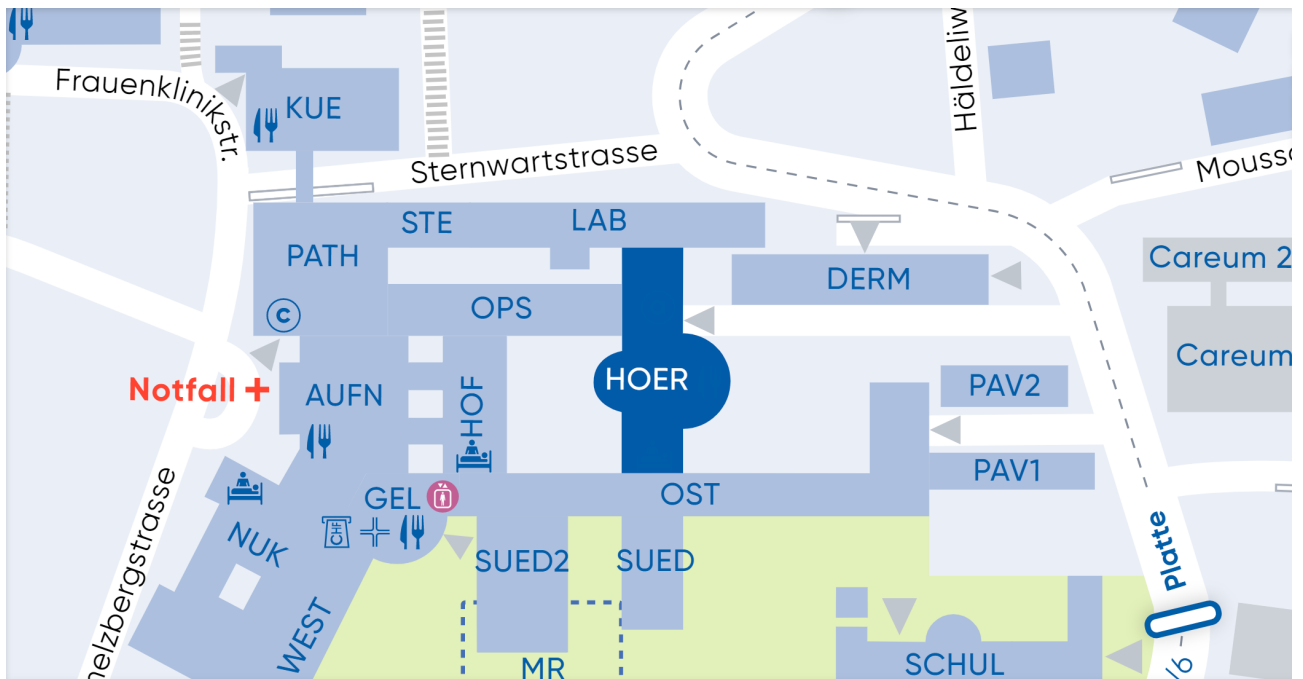 Frauenklinikstr.
KUE
Sternwartstrasse
Häldeliw
Mouss
STE
LAB
PATH
DERM
Careum 2
C
OPS
Careum
Notfall +
AUFN
HOF
HOER
PAV2
PAV1
GEL
OST
CHF
NUK
SUED2
SUED
Platte
WEST
melzbergstrasse
MR
SCHUL